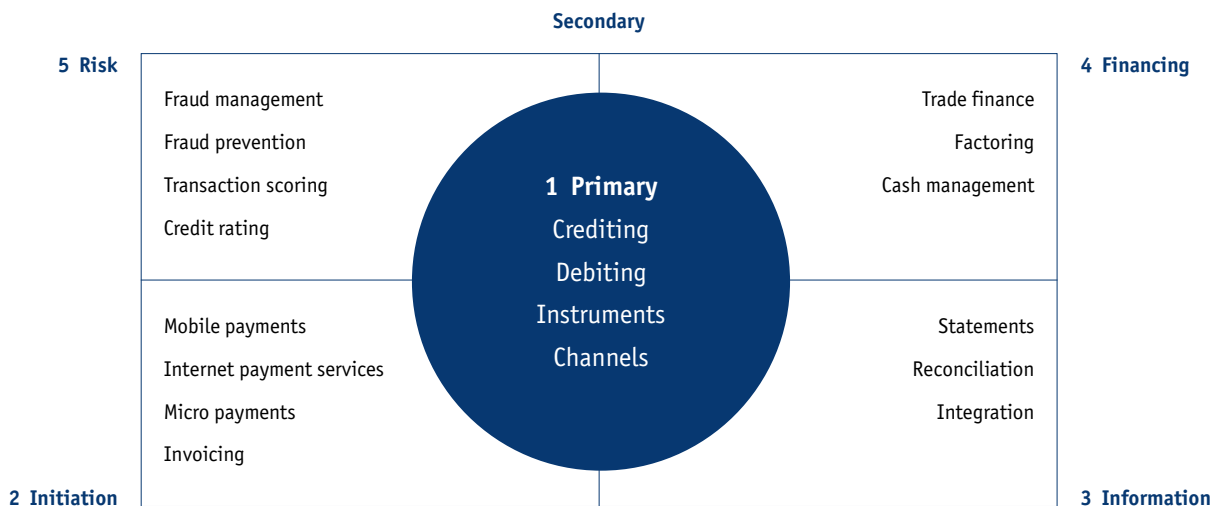 Secondary
5 Risk
Fraud management
Fraud prevention
Transaction scoring
Credit rating
4 Financing
Trade finance
Factoring
Cash management
1 Primary
Crediting
Debiting
Instruments
Channels
Mobile payments
Internet payment services
Micro payments
Invoicing
2 Initiation
Statements
Reconciliation
Integration
3 Information